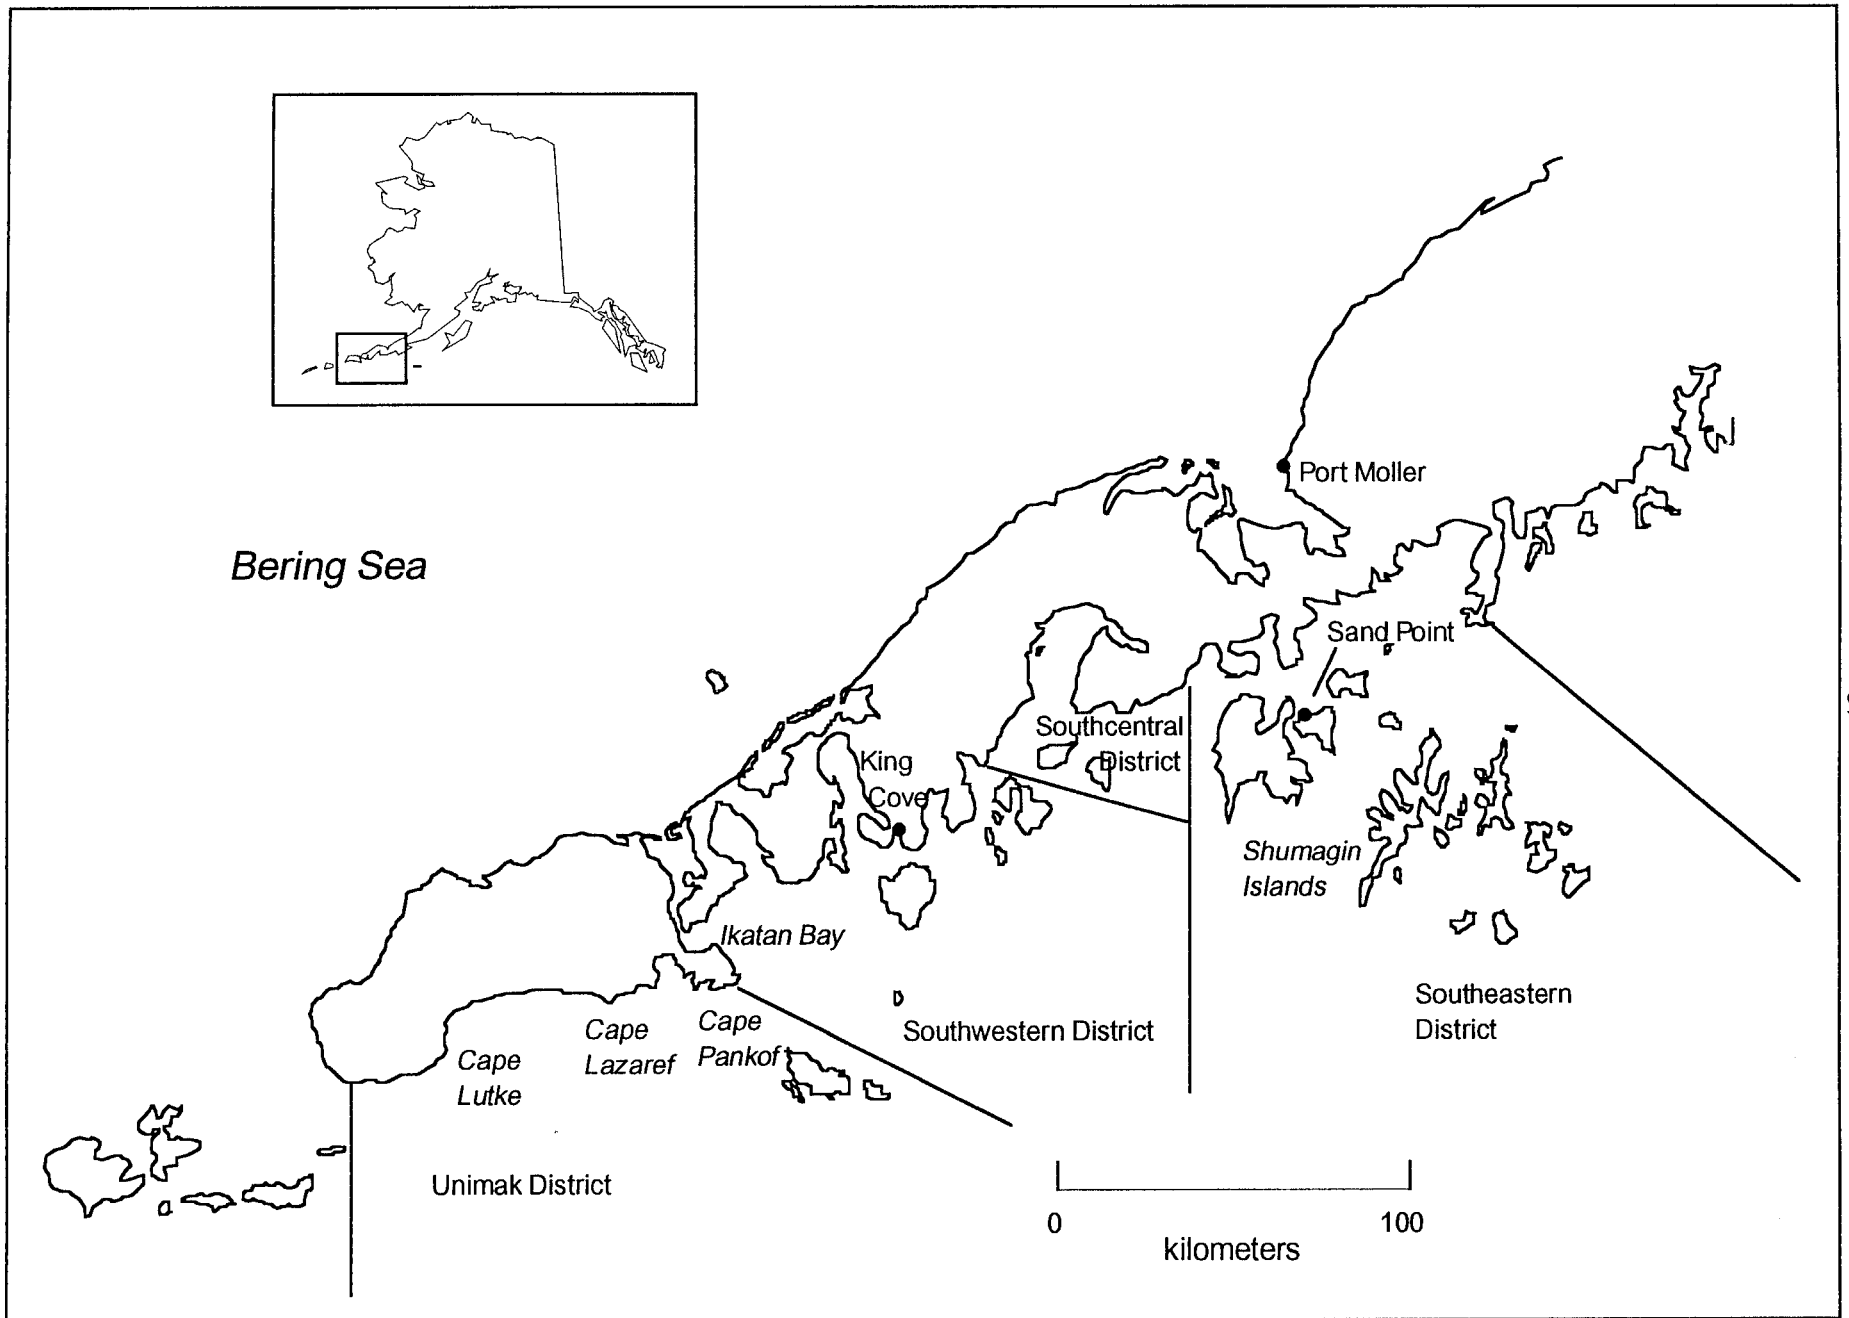 Port Moller
Bering Sea
Sand Point
Southcentral
District
King
Cove
Shumagin
Islands
Ikatan Bay
Southeastern
District
Cape
Lazaref
Cape
Pankof
Southwestern District
Cape
Lutke
Unimak District
0
100
kilometers